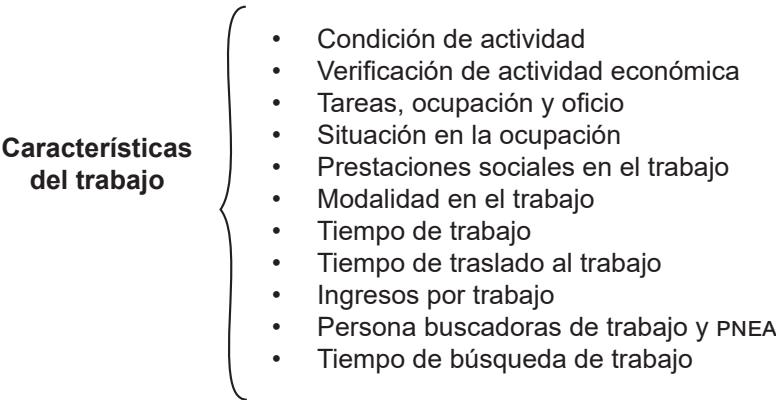 Características
del trabajo
• Condición de actividad
• Verificación de actividad económica
• Tareas, ocupación y oficio
• Situación en la ocupación
• Prestaciones sociales en el trabajo
• Modalidad en el trabajo
• Tiempo de trabajo
• Tiempo de traslado al trabajo
• Ingresos por trabajo
• Persona buscadoras de trabajo y PNEA
• Tiempo de búsqueda de trabajo